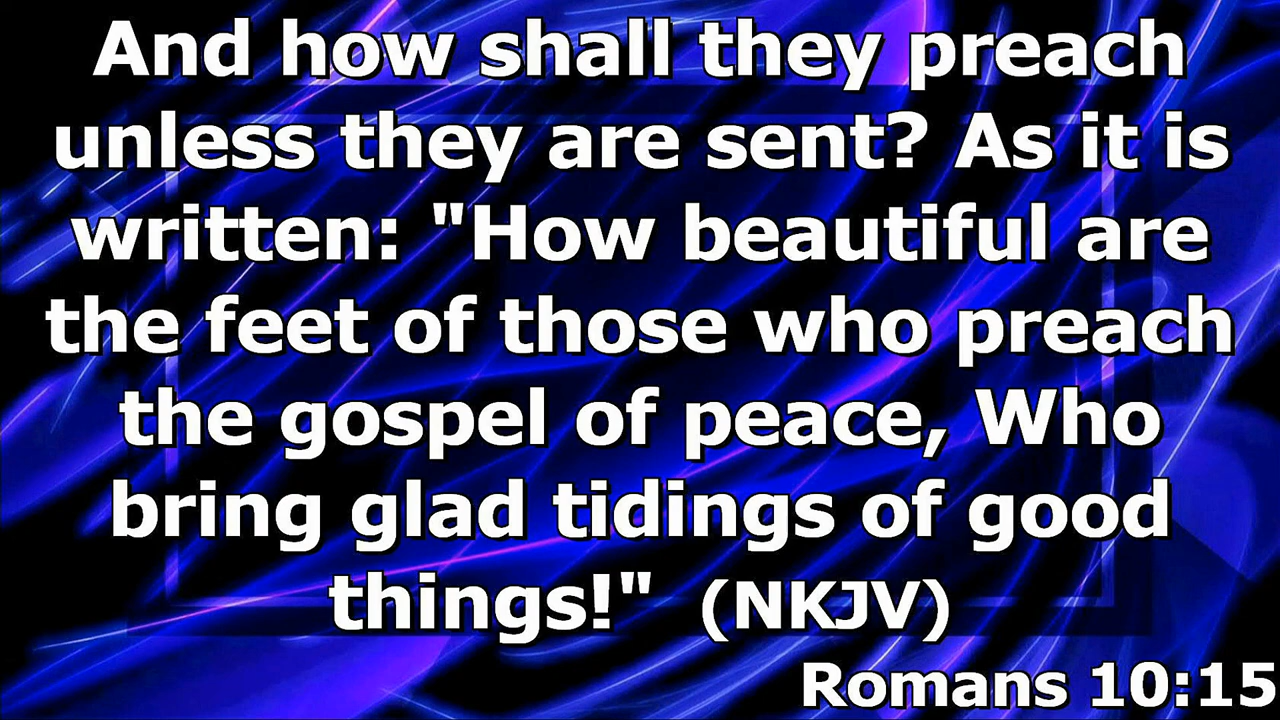 And how shall they preach
unless they are sent? As it is
written: "How beautiful are
the feet of those who preach
the gospel of peace, Who
bring glad tidings of good
things!" (NKJV)
Romans 10:15